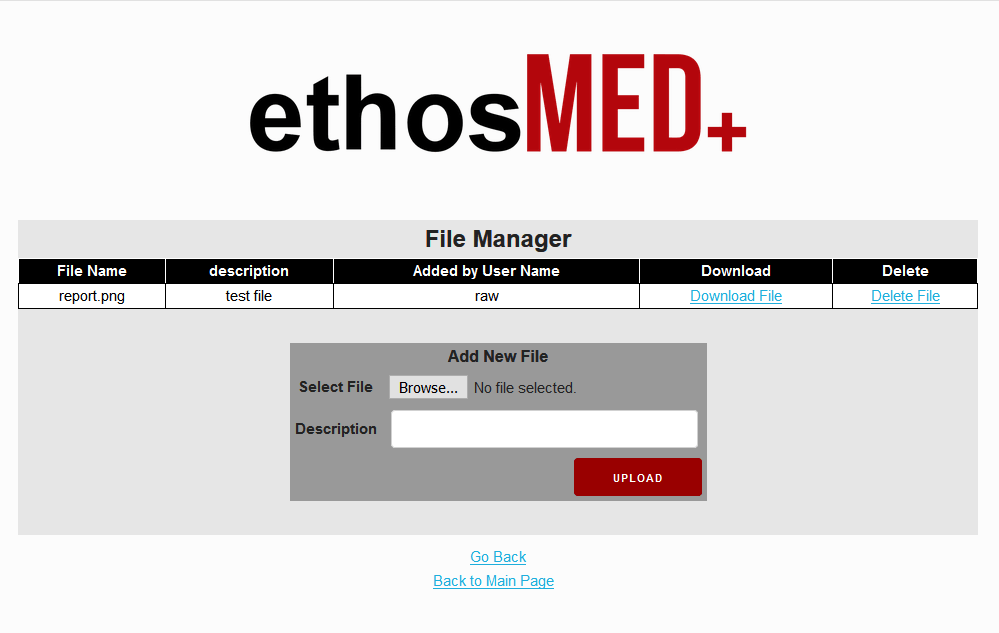 ethosMED+
File Manager
File Name description Added by User Name Download Delete
report.png test file raw Download File Delete File
Add New File
Select File Browse... No file selected.
Description
UPLOAD
Go Back
Back to Main Page